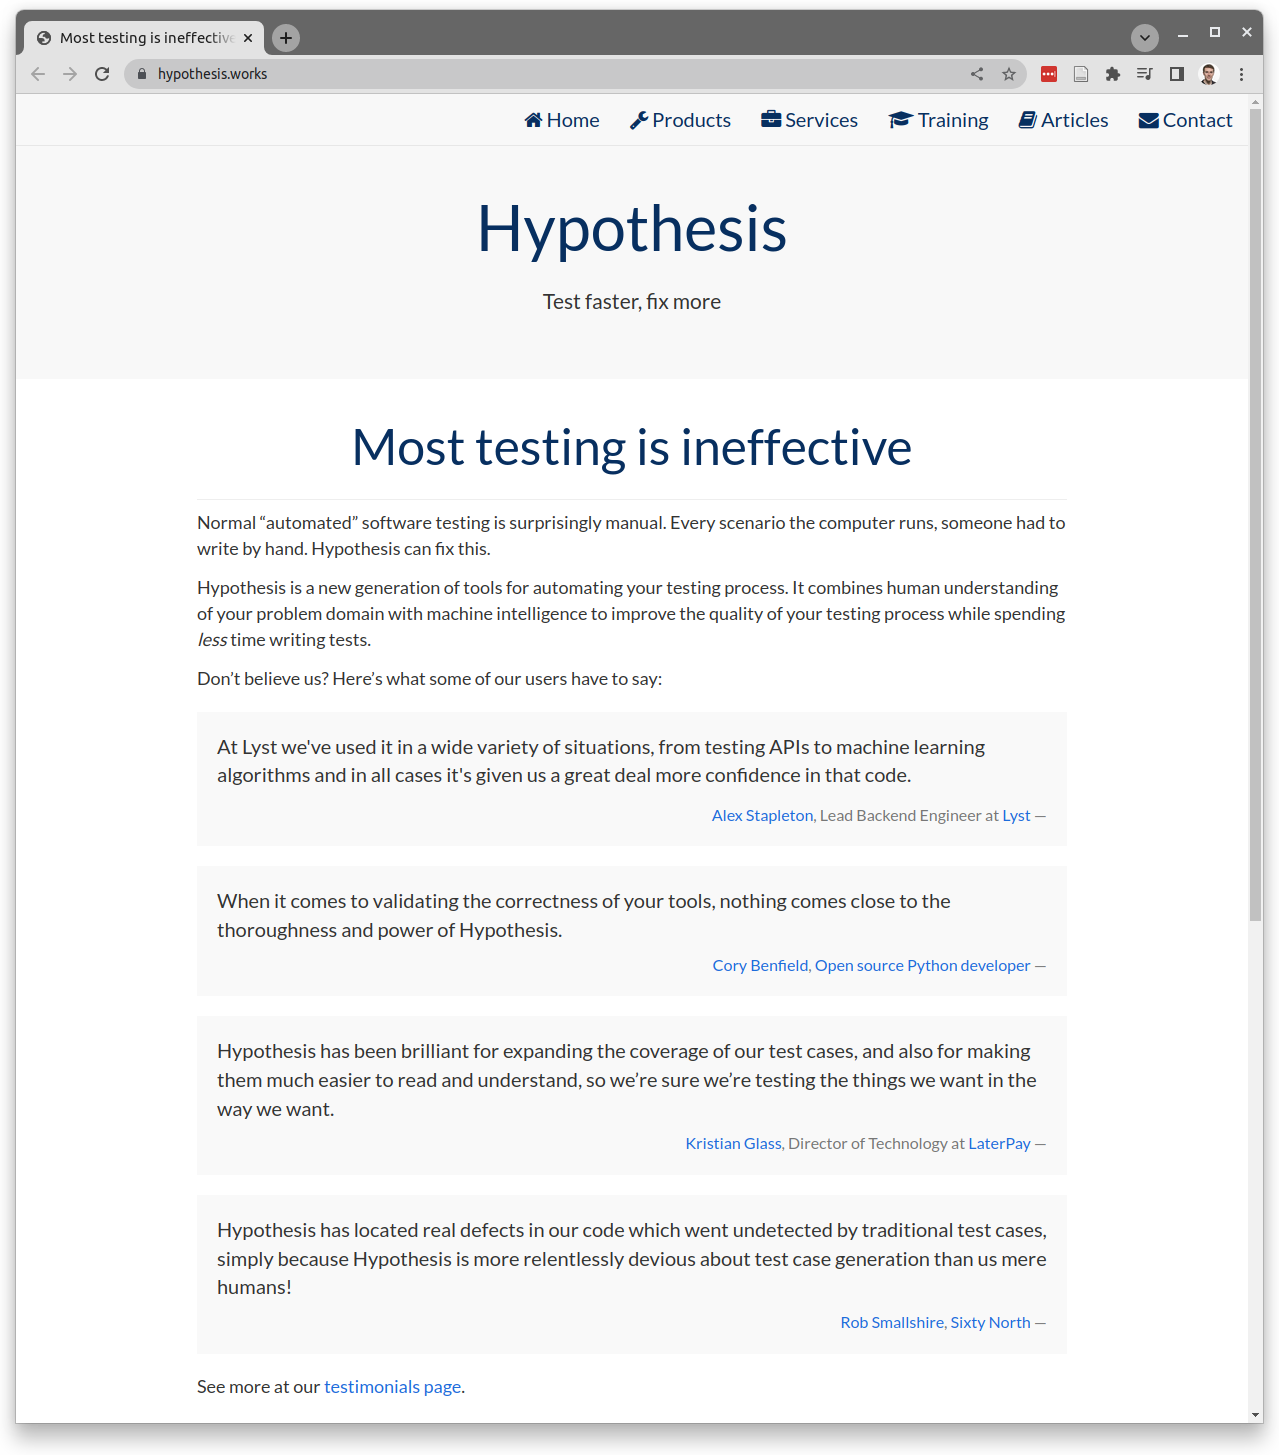 Most testing is ineffective
hypothesis.works
Home Products Services Training Articles Contact
Hypothesis
Test faster, fix more
Most testing is ineffective
Normal “automated” software testing is surprisingly manual. Every scenario the computer runs, someone had to
write by hand. Hypothesis can fix this.
Hypothesis is a new generation of tools for automating your testing process. It combines human understanding
of your problem domain with machine intelligence to improve the quality of your testing process while spending
less time writing tests.
Don’t believe us? Here’s what some of our users have to say:
At Lyst we've used it in a wide variety of situations, from testing APIs to machine learning
algorithms and in all cases it's given us a great deal more confidence in that code.
Alex Stapleton, Lead Backend Engineer at Lyst —
When it comes to validating the correctness of your tools, nothing comes close to the
thoroughness and power of Hypothesis.
Cory Benfield, Open source Python developer —
Hypothesis has been brilliant for expanding the coverage of our test cases, and also for making
them much easier to read and understand, so we’re sure we’re testing the things we want in the
way we want.
Kristian Glass, Director of Technology at LaterPay —
Hypothesis has located real defects in our code which went undetected by traditional test cases,
simply because Hypothesis is more relentlessly devious about test case generation than us mere
humans!
Rob Smallshire, Sixty North —
See more at our testimonials page.